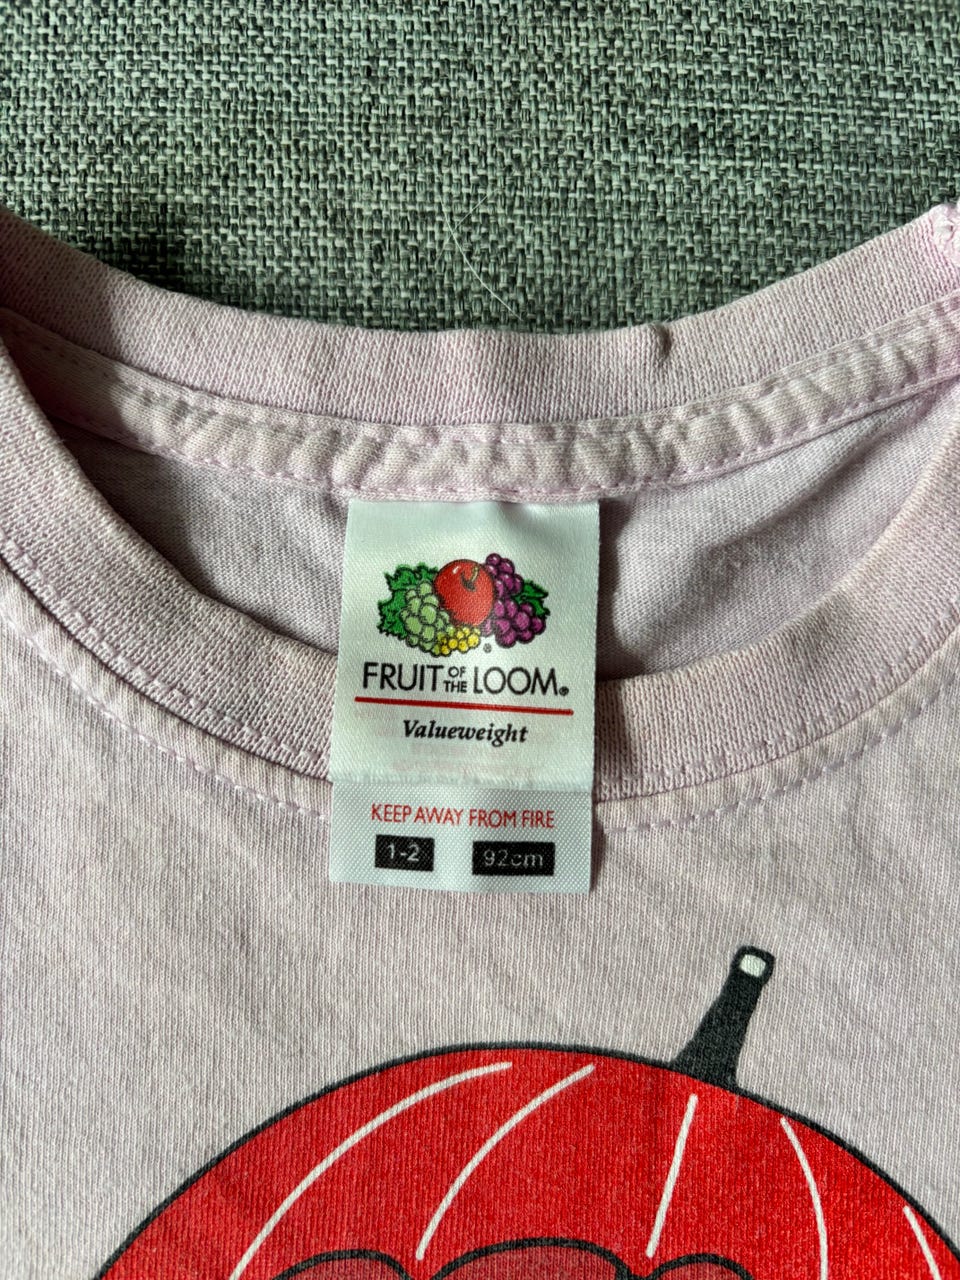 FRUIT OF THE LOOM®
Valueweight
KEEP AWAY FROM FIRE
1-2 92cm